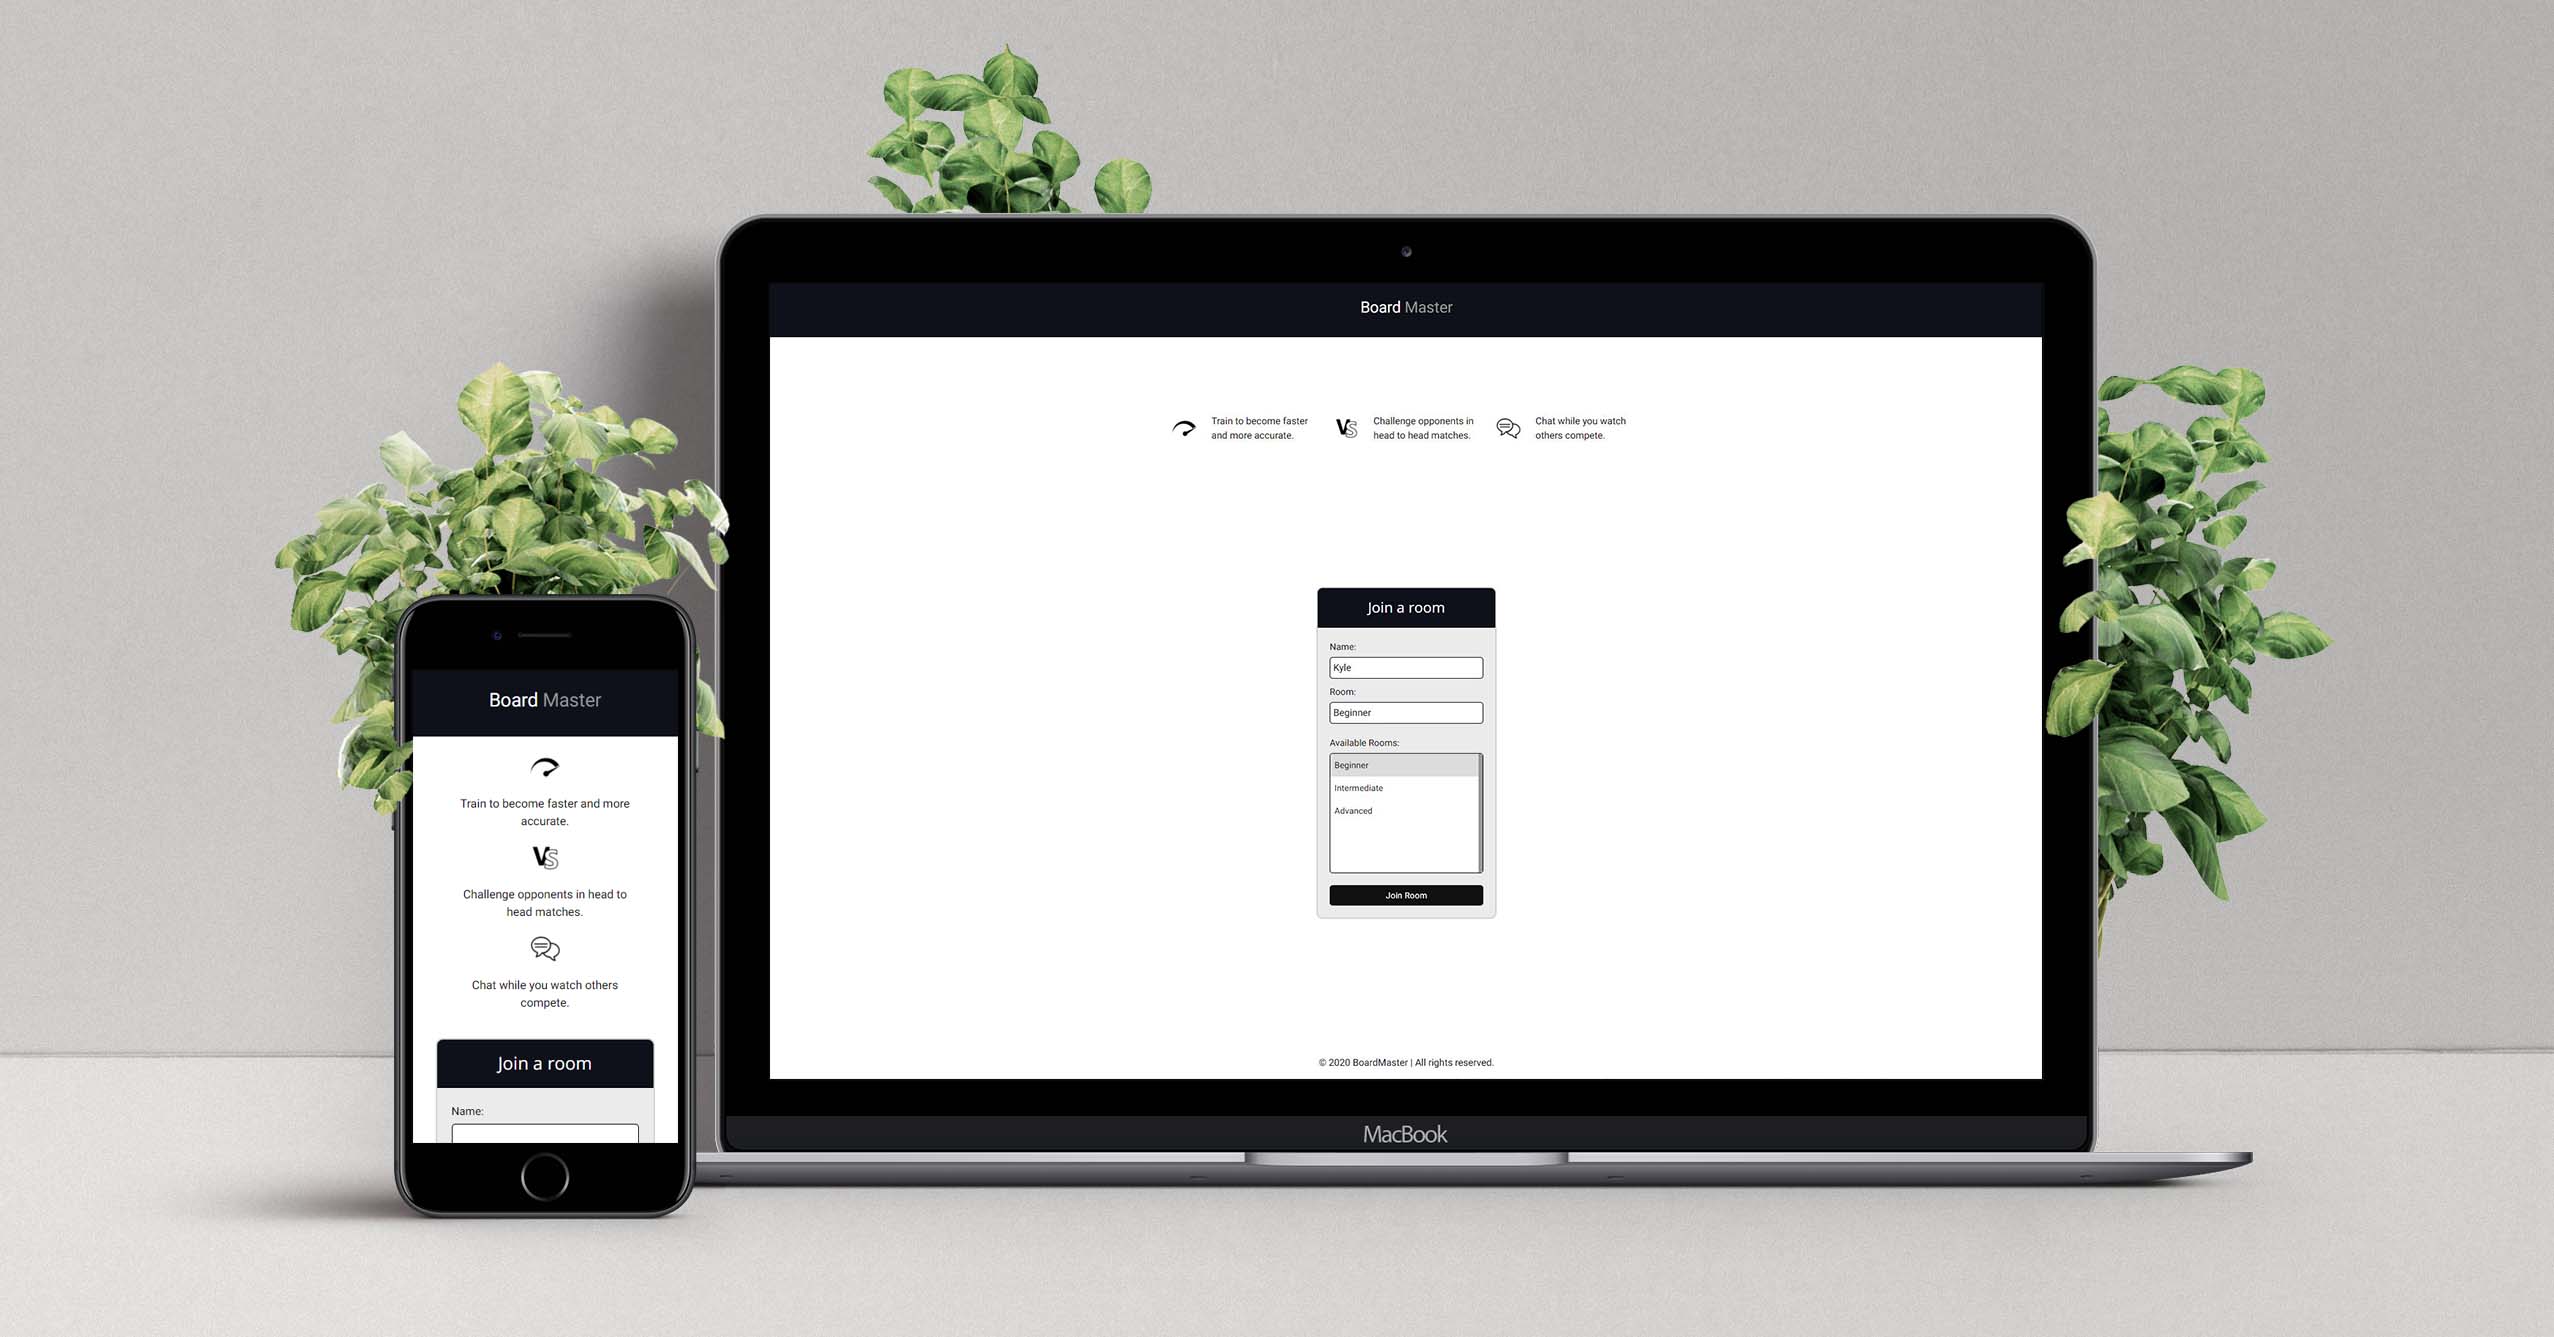 Board Master
Train to become faster
and more accurate.
VS
Challenge opponents in
head to head matches.
Chat while you watch
others compete.
Join a room
Name:
Kyle
Room:
Beginner
Available Rooms:
Beginner
Intermediate
Advanced
Join Room
© 2020 BoardMaster | All rights reserved.
MacBook
Board Master
Train to become faster and more
accurate.
VS
Challenge opponents in head to
head matches.
Chat while you watch others
compete.
Join a room
Name: